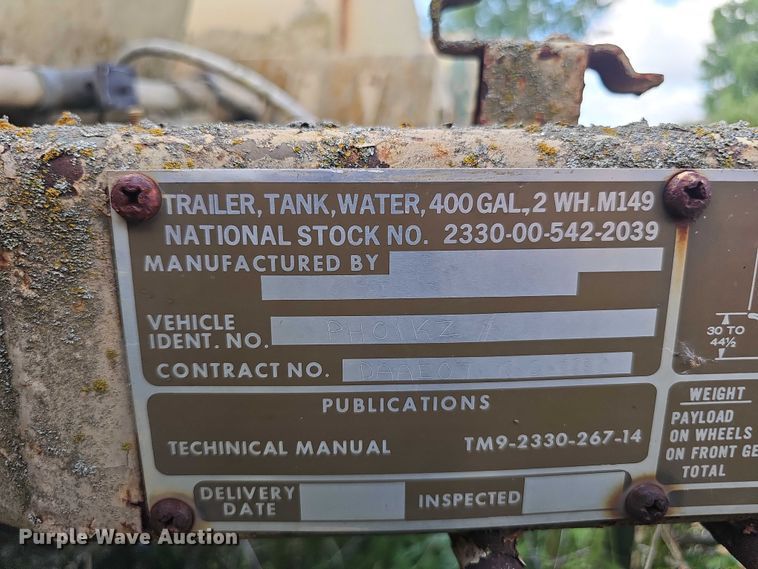 TRAILER, TANK, WATER, 400 GAL., 2 WH. M149
NATIONAL STOCK NO. 2330-00-542-2039
MANUFACTURED BY
VEHICLE
IDENT. NO. PH01KZ
CONTRACT NO.
PUBLICATIONS
TECHINICAL MANUAL TM9-2330-267-14
DELIVERY
DATE
INSPECTED
30 TO
44½
WEIGHT
PAYLOAD
ON WHEELS
ON FRONT GE
TOTAL
Purple Wave Auction